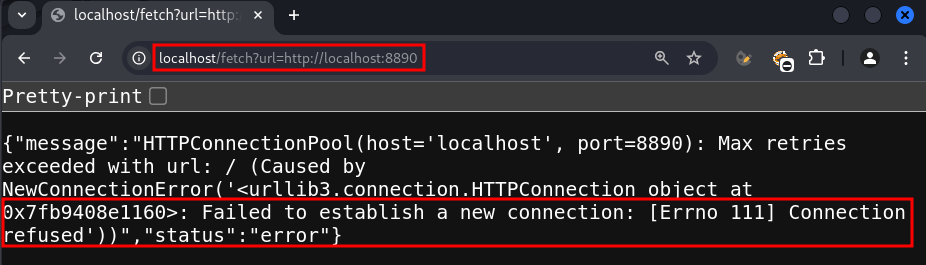 localhost/fetch?url=http:
localhost/fetch?url=http://localhost:8890
Pretty-print
{"message":"HTTPConnectionPool(host='localhost', port=8890): Max retries
exceeded with url: / (Caused by
NewConnectionError('<urllib3.connection.HTTPConnection object at
0x7fb9408e1160>: Failed to establish a new connection: [Errno 111] Connection
refused'))","status":"error"}